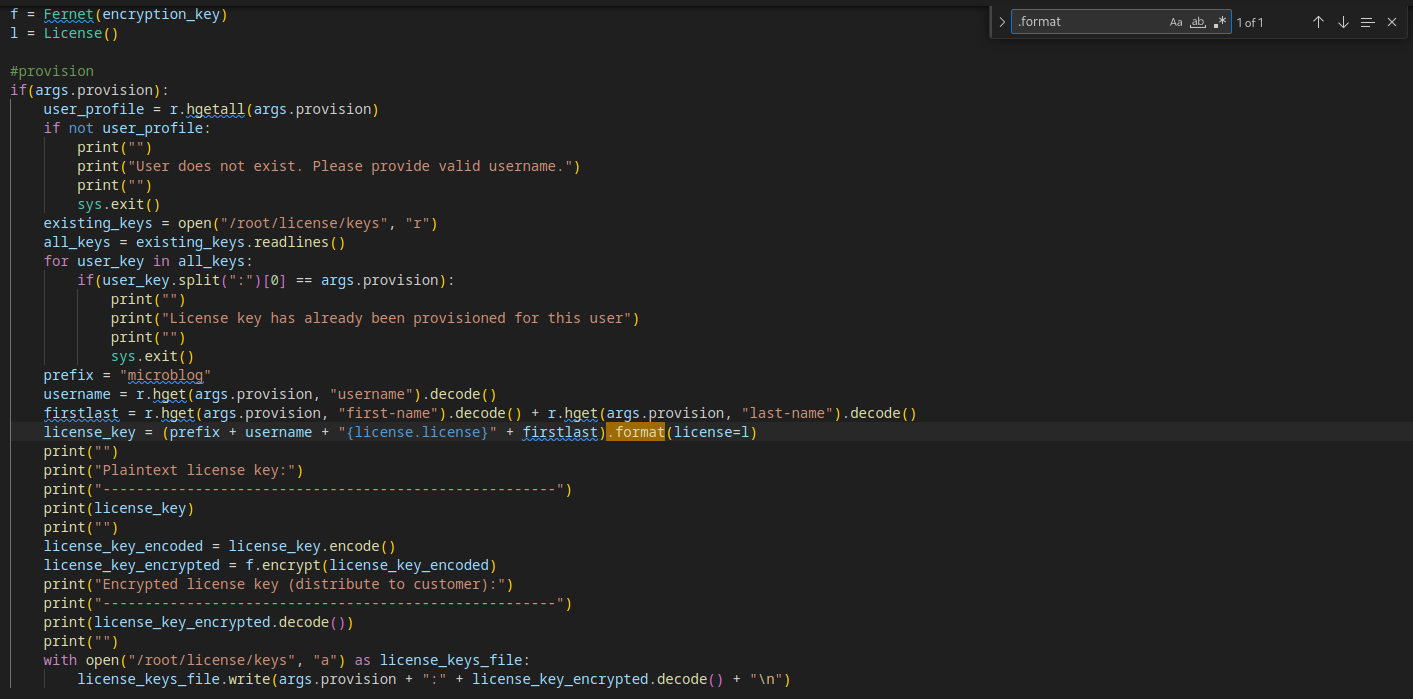 f = Fernet(encryption_key)
l = License()
#provision
if(args.provision):
    user_profile = r.hgetall(args.provision)
    if not user_profile:
        print("")
        print("User does not exist. Please provide valid username.")
        print("")
        sys.exit()
    existing_keys = open("/root/license/keys", "r")
    all_keys = existing_keys.readlines()
    for user_key in all_keys:
        if(user_key.split(":")[0] == args.provision):
            print("")
            print("License key has already been provisioned for this user")
            print("")
            sys.exit()
    prefix = "microblog"
    username = r.hget(args.provision, "username").decode()
    firstlast = r.hget(args.provision, "first-name").decode() + r.hget(args.provision, "last-name").decode()
    license_key = (prefix + username + "{license.license}" + firstlast).format(license=l)
    print("")
    print("Plaintext license key:")
    print("------------------------------------------------------")
    print(license_key)
    print("")
    license_key_encoded = license_key.encode()
    license_key_encrypted = f.encrypt(license_key_encoded)
    print("Encrypted license key (distribute to customer):")
    print("------------------------------------------------------")
    print(license_key_encrypted.decode())
    print("")
    with open("/root/license/keys", "a") as license_keys_file:
        license_keys_file.write(args.provision + ":" + license_key_encrypted.decode() + "\n")
.format Aa ab .* 1 of 1